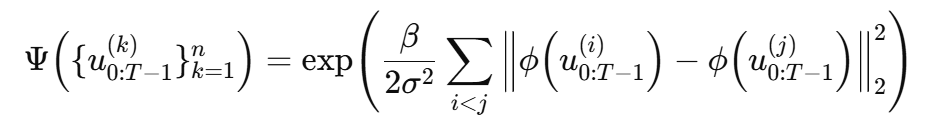 Ψ({u_{0:T−1}^{(k)}}_{k=1}^{n}) = exp(β/(2σ²) ∑_{i<j} ‖φ(u_{0:T−1}^{(i)}) − φ(u_{0:T−1}^{(j)})‖_2^2)